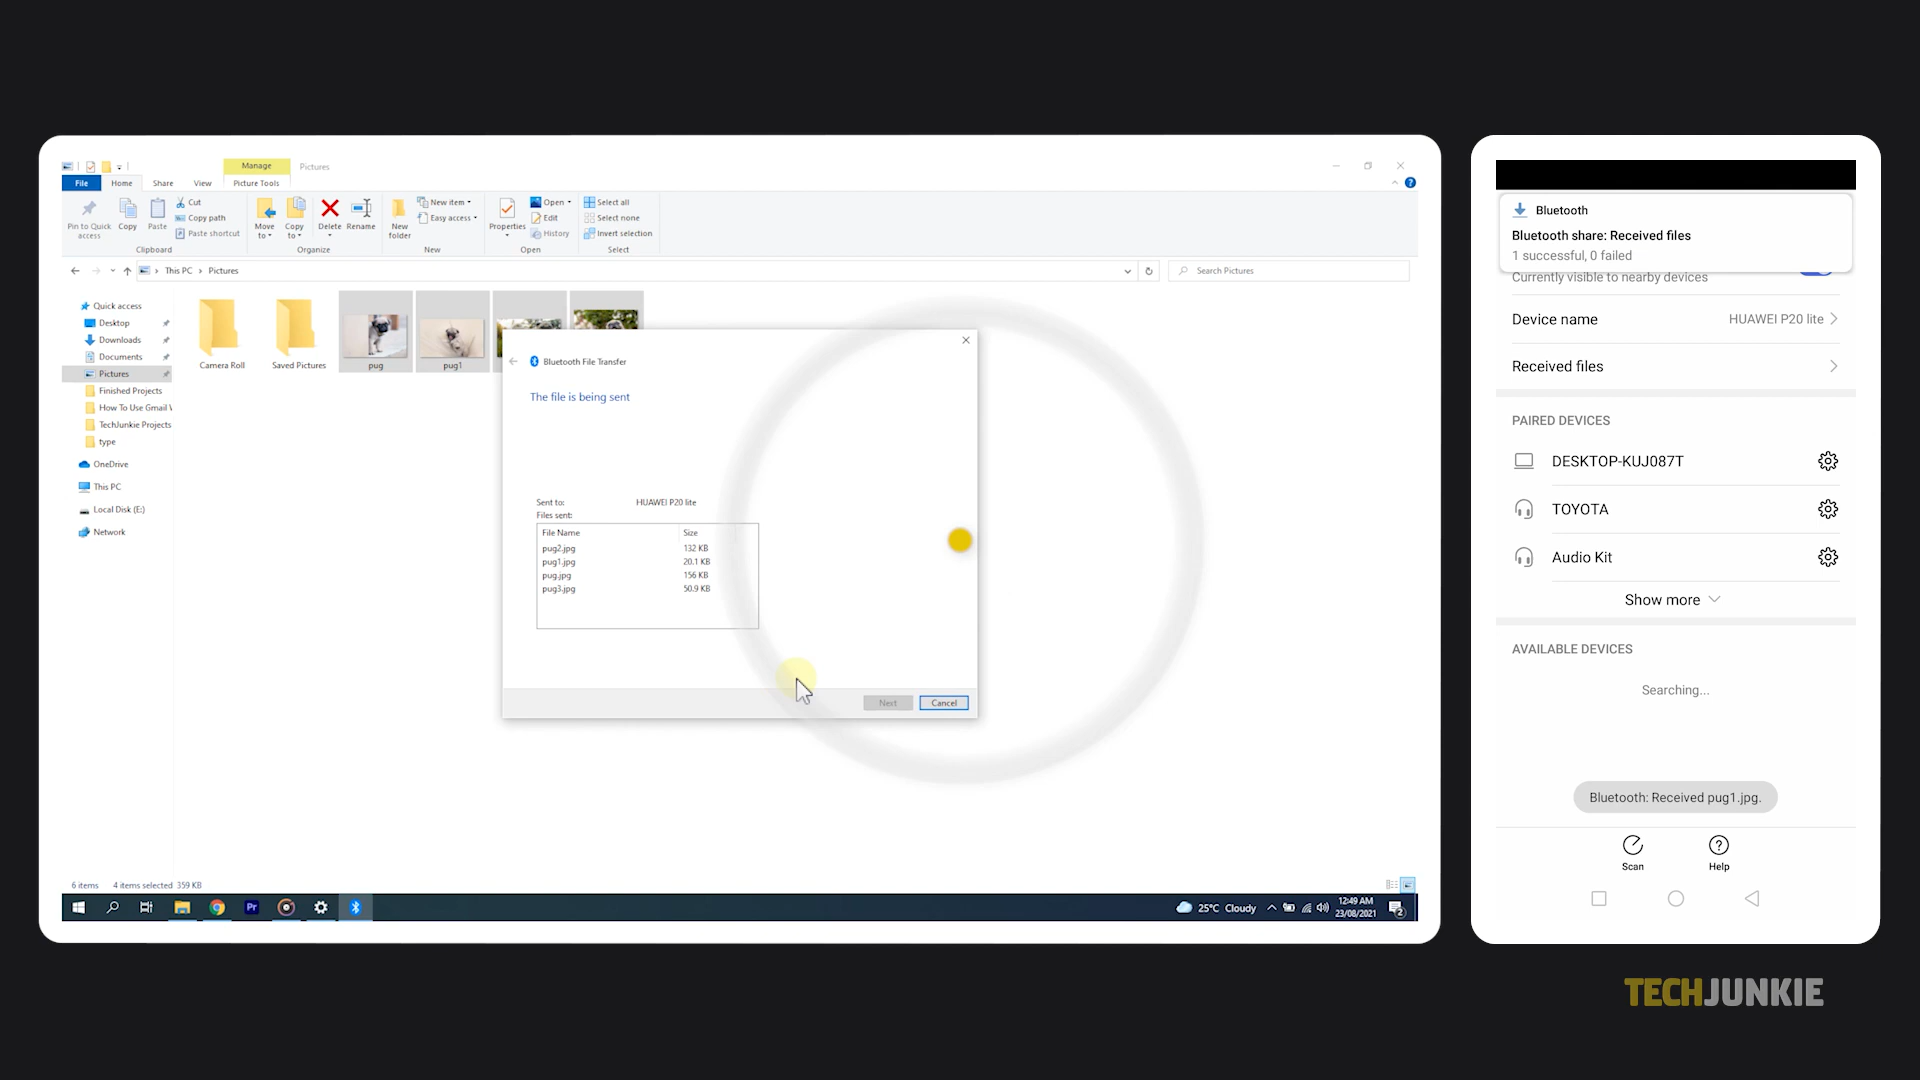 Manage
Pictures
File
Home
Share
View
Picture Tools
Pin to Quick access
Copy
Paste
Cut
Copy path
Paste shortcut
Clipboard
Move to
Copy to
Delete
Rename
Organize
New folder
New item
Easy access
New
Properties
Open
Edit
History
Open
Select all
Select none
Invert selection
Select
This PC > Pictures
Search Pictures
Quick access
Desktop
Downloads
Documents
Pictures
Finished Projects
How To Use Gmail
TechJunkie Projects
type
OneDrive
This PC
Local Disk (E:)
Network
Camera Roll
Saved Pictures
pug
pug1
Bluetooth File Transfer
The file is being sent
Sent to: HUAWEI P20 lite
Files sent:
File Name Size
pug2.jpg 132 KB
pug1.jpg 20.1 KB
pug.jpg 156 KB
pug3.jpg 50.9 KB
Next
Cancel
6 items 4 items selected 359 KB
Pr
25°C Cloudy
12:49 AM
23/08/2021
2
Bluetooth
Bluetooth share: Received files
1 successful, 0 failed
Currently visible to nearby devices
Device name HUAWEI P20 lite
Received files
PAIRED DEVICES
DESKTOP-KUJ087T
TOYOTA
Audio Kit
Show more
AVAILABLE DEVICES
Searching...
Bluetooth: Received pug1.jpg.
Scan
Help
TECHJUNKIE